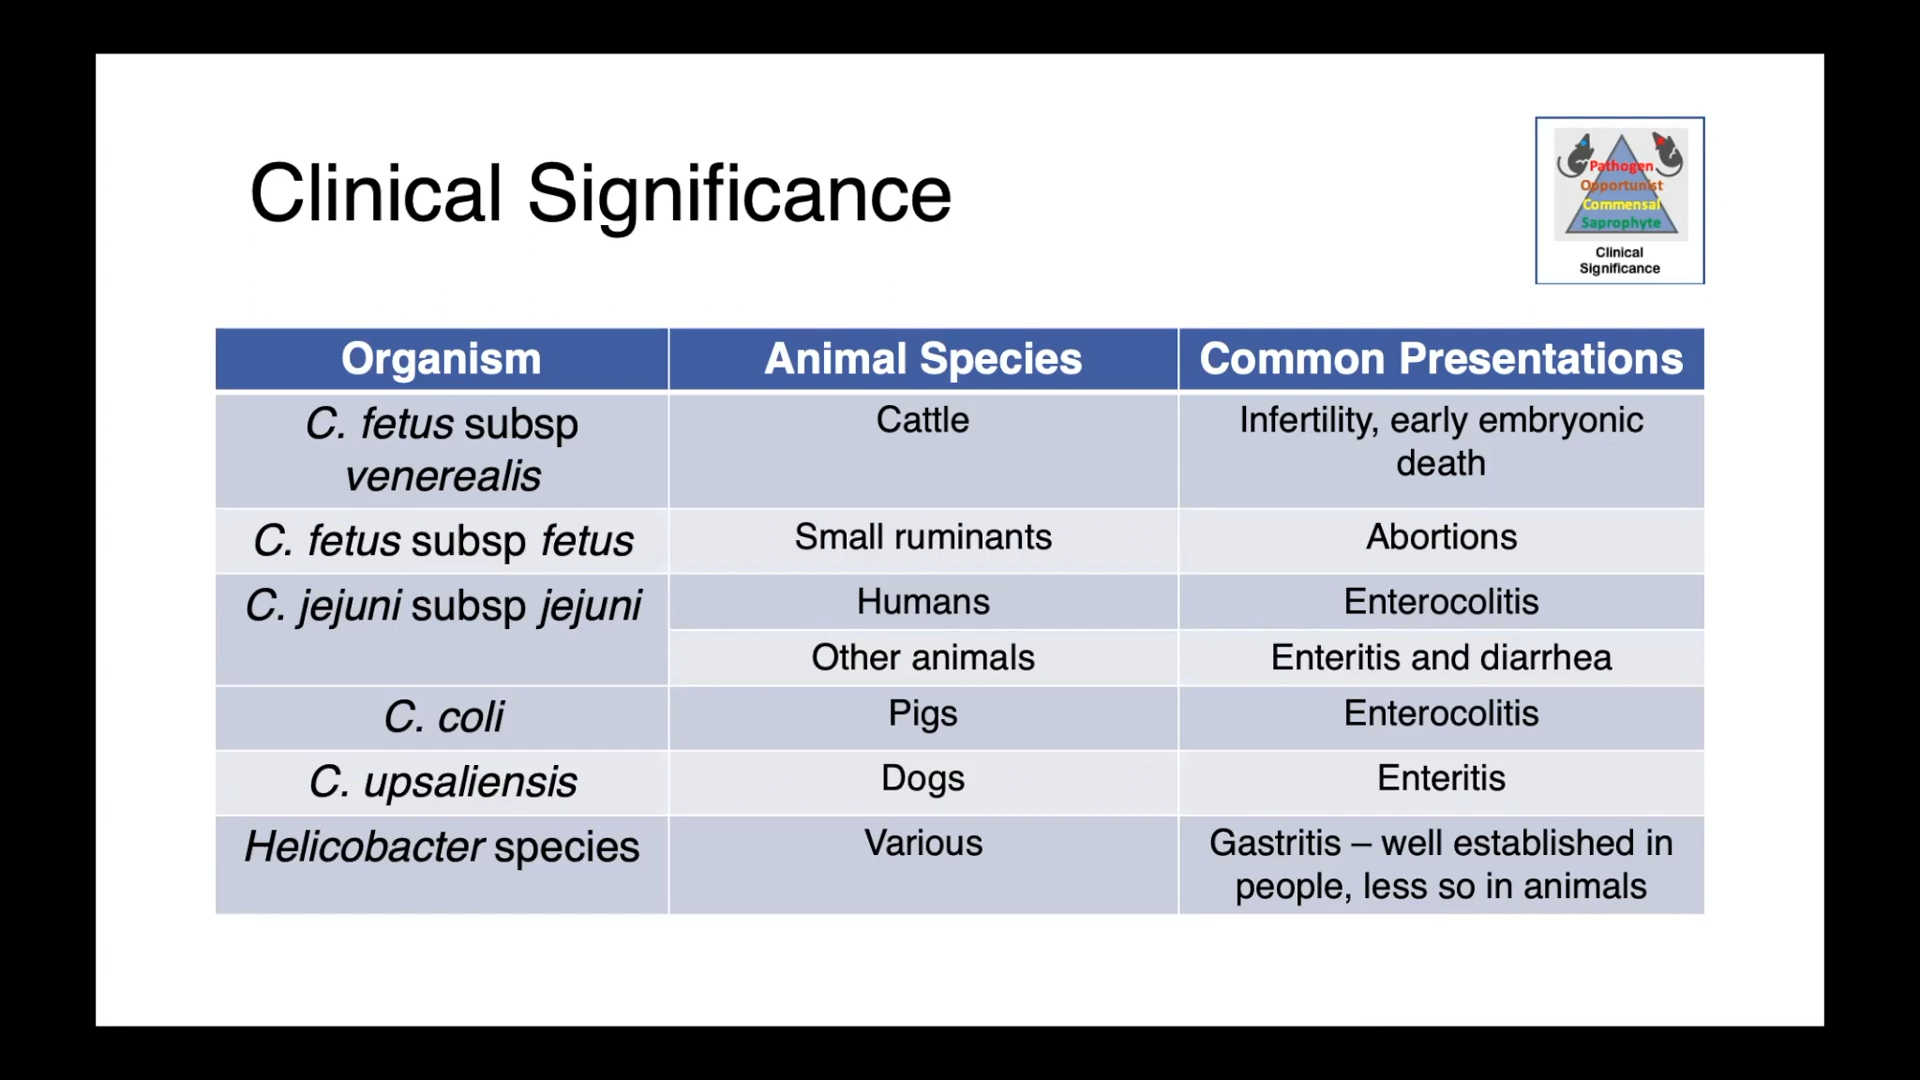 Clinical Significance
Pathogen
Opportunist
Commensal
Saprophyte
Clinical
Significance
Organism
Animal Species
Common Presentations
C. fetus subsp
venerealis
Cattle
Infertility, early embryonic
death
C. fetus subsp fetus
Small ruminants
Abortions
C. jejuni subsp jejuni
Humans
Enterocolitis
Other animals
Enteritis and diarrhea
C. coli
Pigs
Enterocolitis
C. upsaliensis
Dogs
Enteritis
Helicobacter species
Various
Gastritis – well established in
people, less so in animals